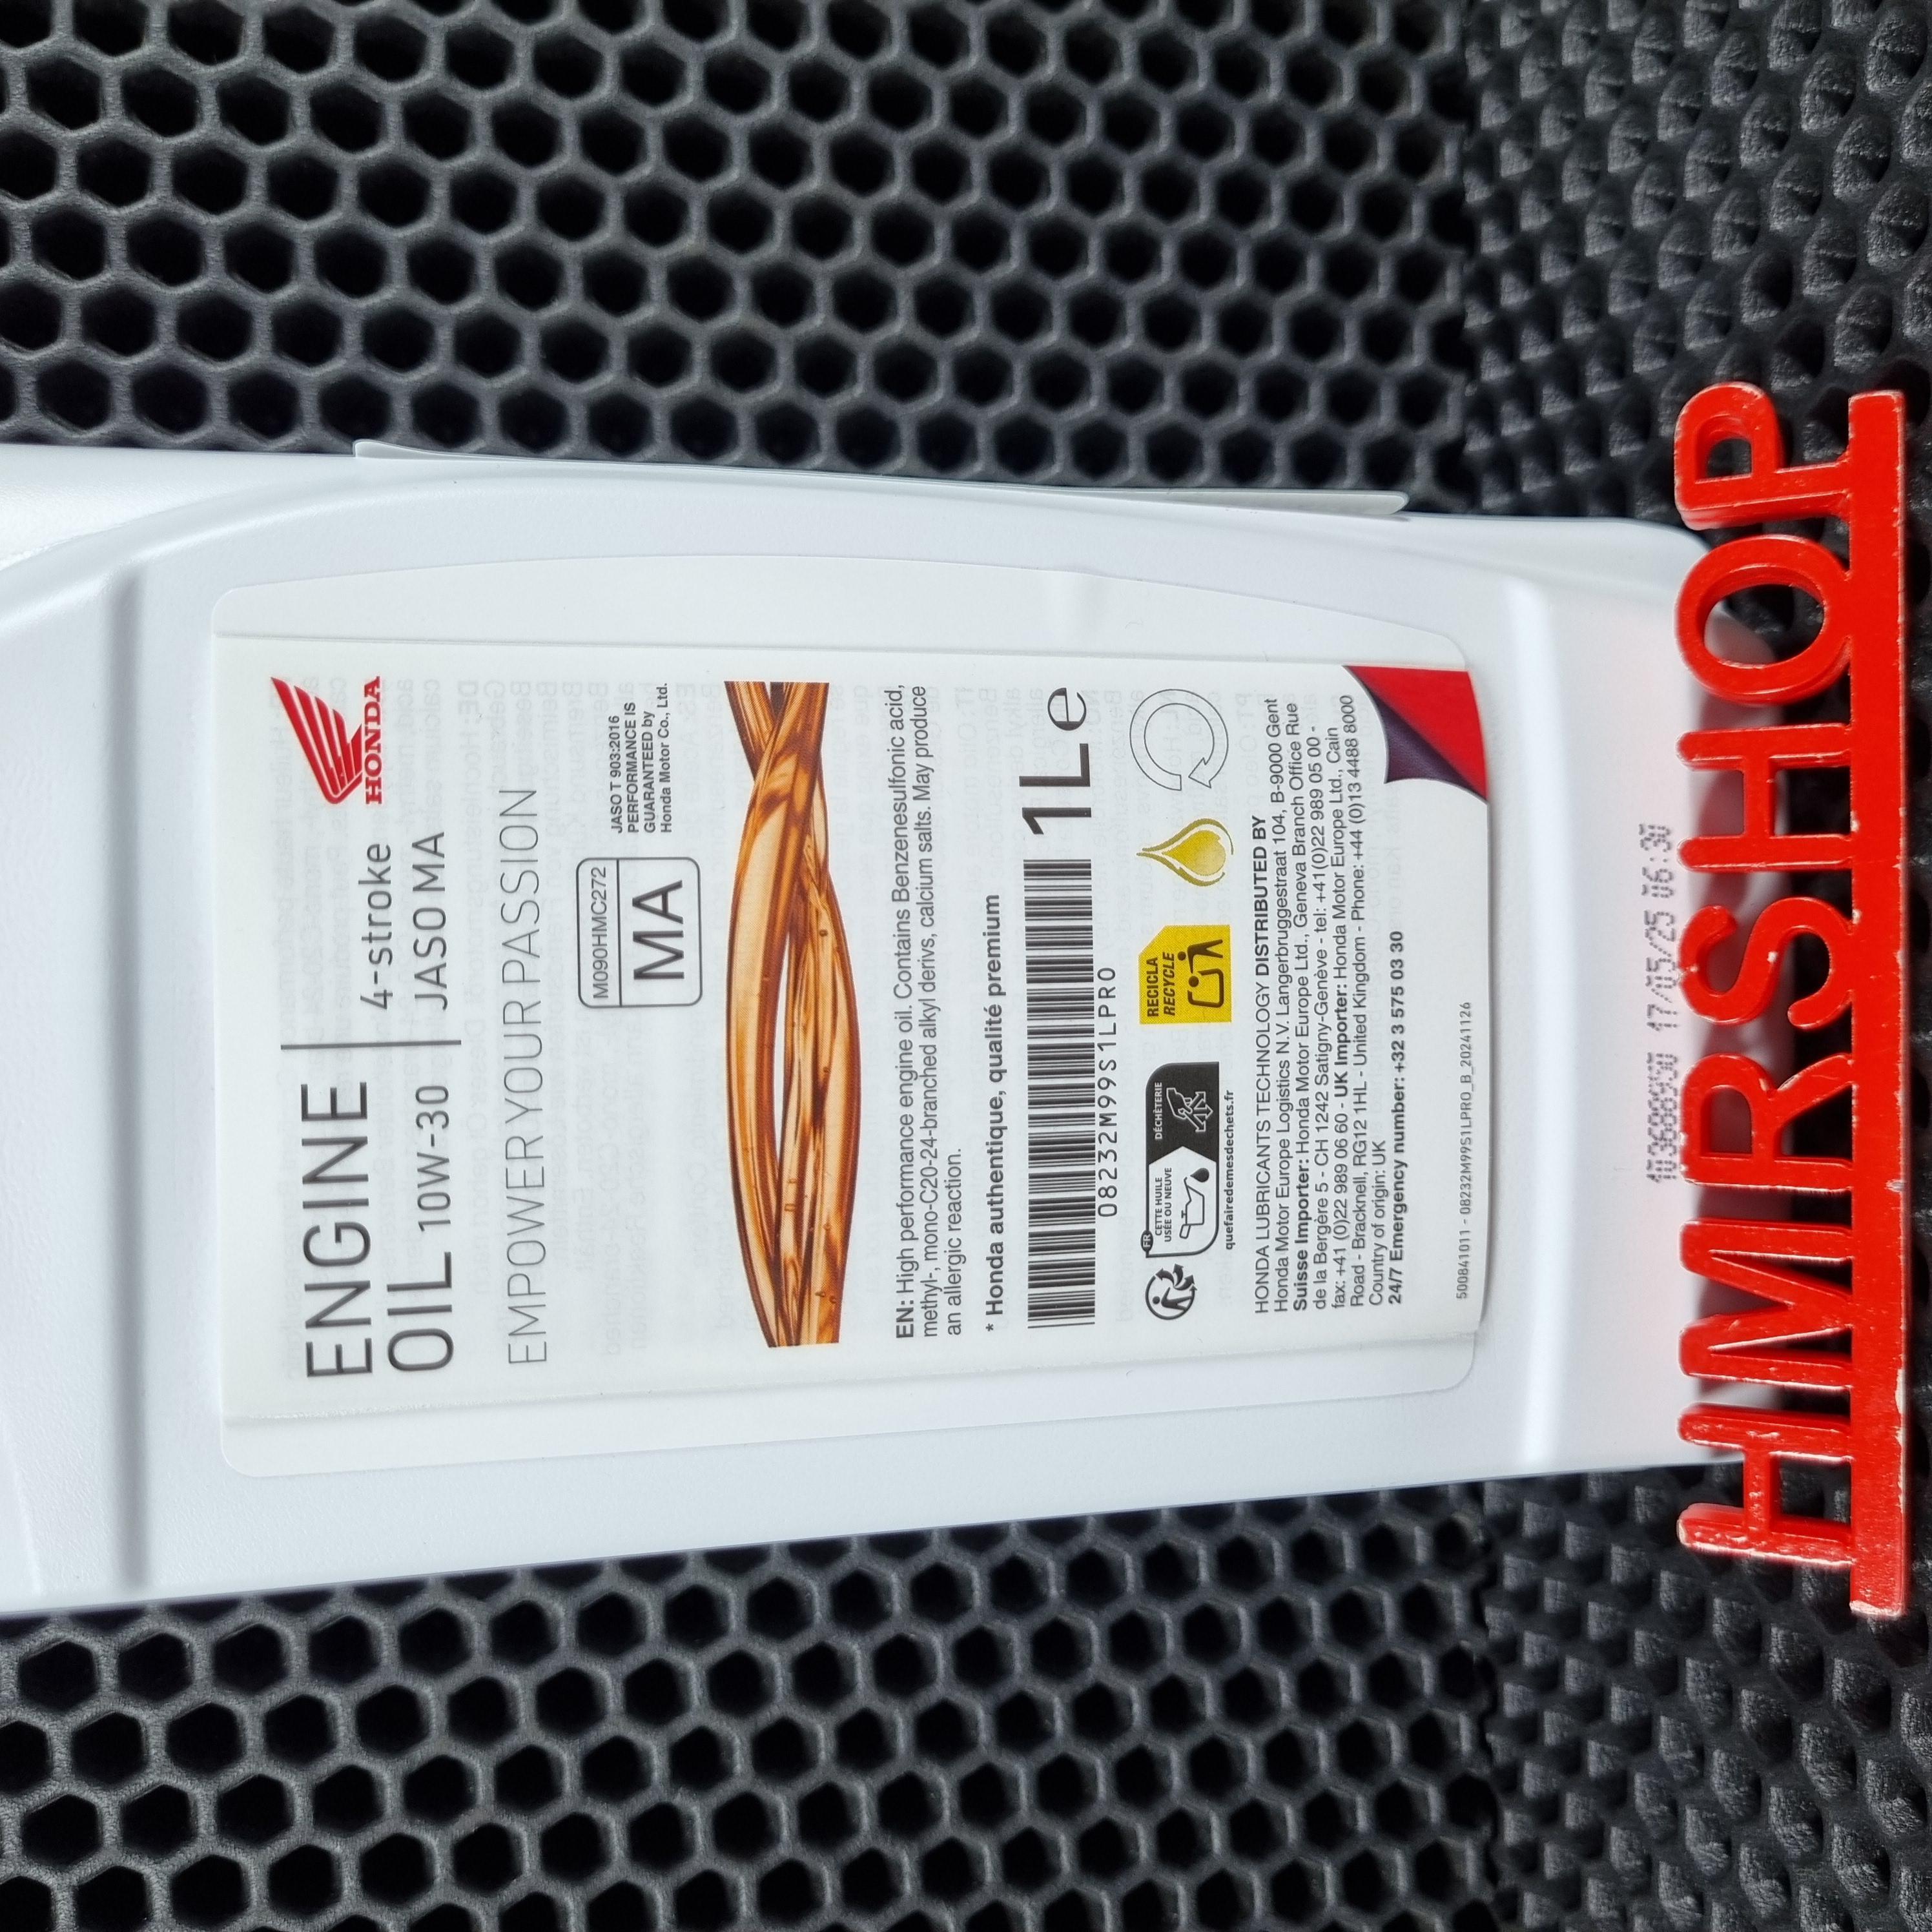 ENGINE
OIL 10W-30
4-stroke
JASO MA
HONDA
EMPOWER YOUR PASSION
M090HMC272
MA
JASO T 903:2016
PERFORMANCE IS
GUARANTEED by
Honda Motor Co., Ltd.
EN: High performance engine oil. Contains Benzenesulfonic acid,
methyl-, mono-C20-24-branched alkyl derivs, calcium salts. May produce
an allergic reaction.
* Honda authentique, qualité premium
08232M99S1LPRO
1L e
FR
CETTE HUILE
USÉE OU NEUVE
DÉCHÈTERIE
quefairedemesdechets.fr
RECICLA
RECYCLE
HONDA LUBRICANTS TECHNOLOGY DISTRIBUTED BY
Honda Motor Europe Logistics N.V. Langerbruggestraat 104, B-9000 Gent
Suisse Importer: Honda Motor Europe Ltd., Geneva Branch Office Rue
de la Bergère 5 - CH 1242 Satigny-Genève - tel: +41(0)22 989 05 00 -
fax: +41 (0)22 989 06 60 - UK Importer: Honda Motor Europe Ltd., Cain
Road - Bracknell, RG12 1HL - United Kingdom - Phone: +44 (0)13 4488 8000
Country of origin: UK
24/7 Emergency number: +32 3 575 03 30
500841011 - 08232M99S1LPRO_B_20241126
17/05/25 06:30
HMRSHOP